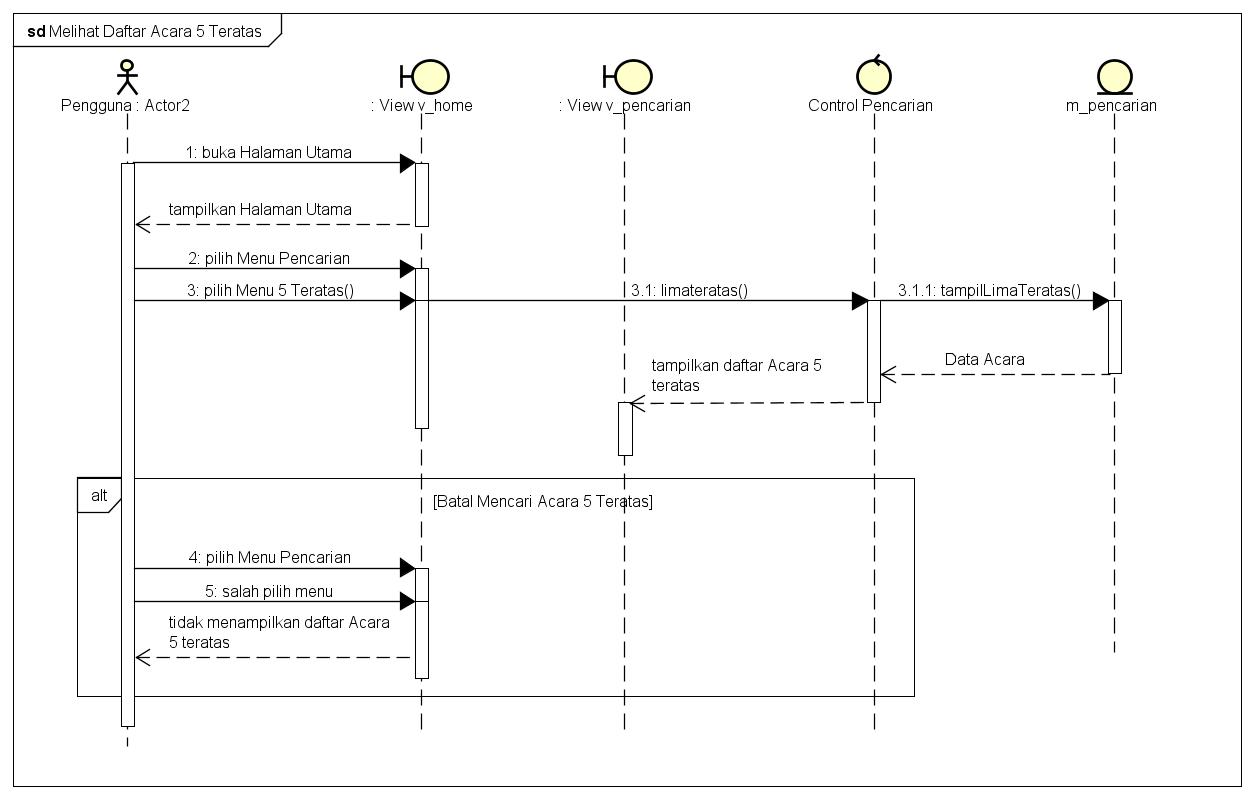 sd Melihat Daftar Acara 5 Teratas
Pengguna : Actor2
: View v_home
: View v_pencarian
Control Pencarian
m_pencarian
1: buka Halaman Utama
tampilkan Halaman Utama
2: pilih Menu Pencarian
3: pilih Menu 5 Teratas()
3.1: limateratas()
3.1.1: tampilLimaTeratas()
Data Acara
tampilkan daftar Acara 5
teratas
alt
[Batal Mencari Acara 5 Teratas]
4: pilih Menu Pencarian
5: salah pilih menu
tidak menampilkan daftar Acara
5 teratas